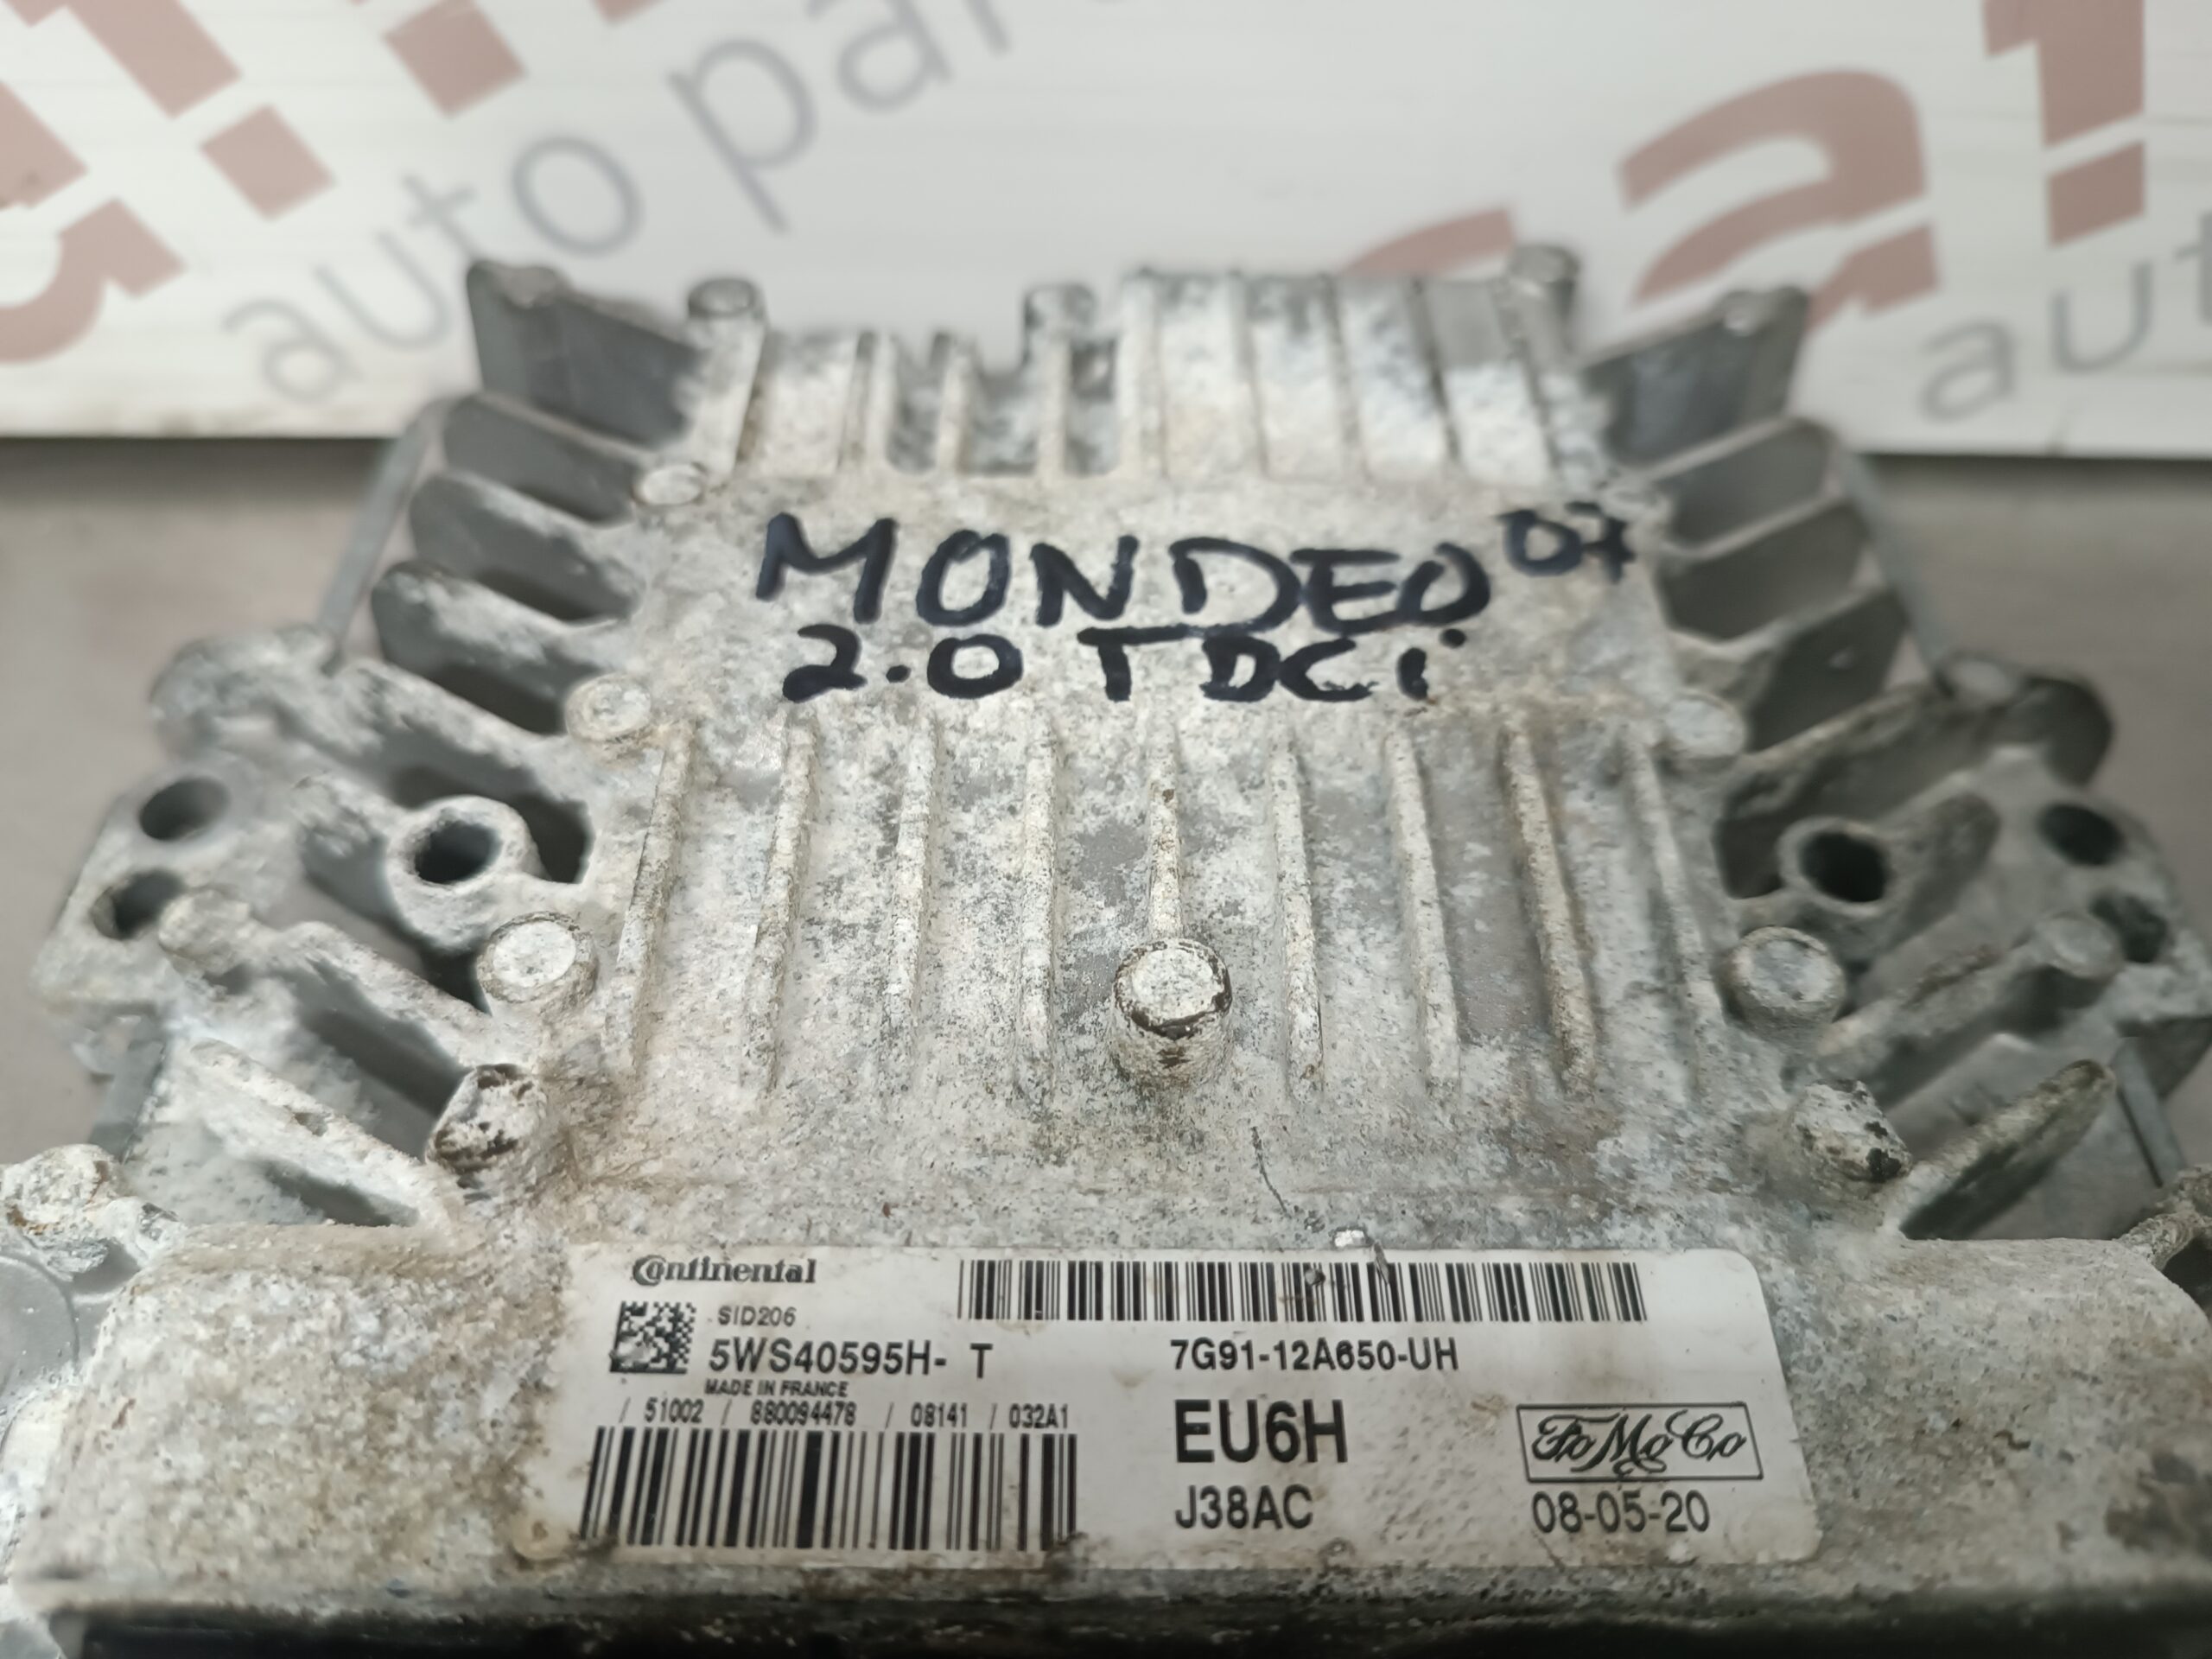 auto par
au
MONDEO 07
2.0 TDCi
Continental
SID206
5WS40595H- T
MADE IN FRANCE
/ 51002 / 880094478 / 08141 / 032A1
7G91-12A650-UH
EU6H
J38AC
FoMoCo
08-05-20